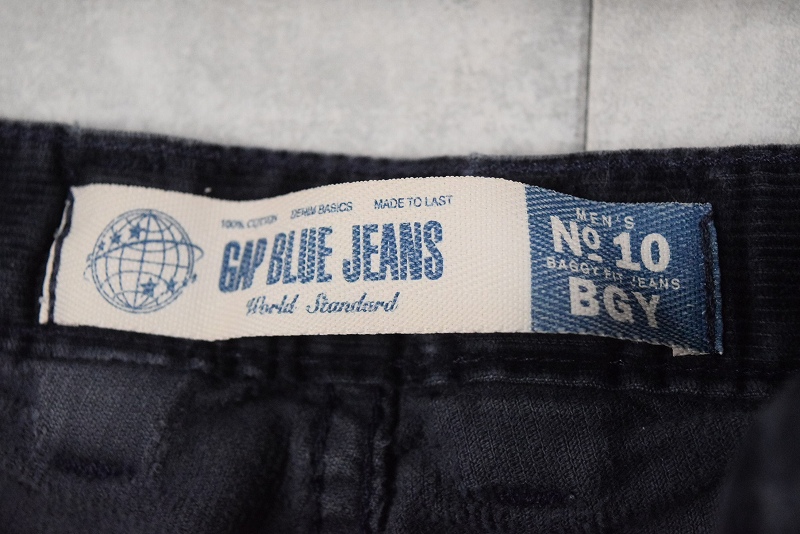 100% COTTON DENIM BASICS MADE TO LAST
GAP BLUE JEANS
World Standard
MEN'S
No 10
BAGGY FIT JEANS
BGY